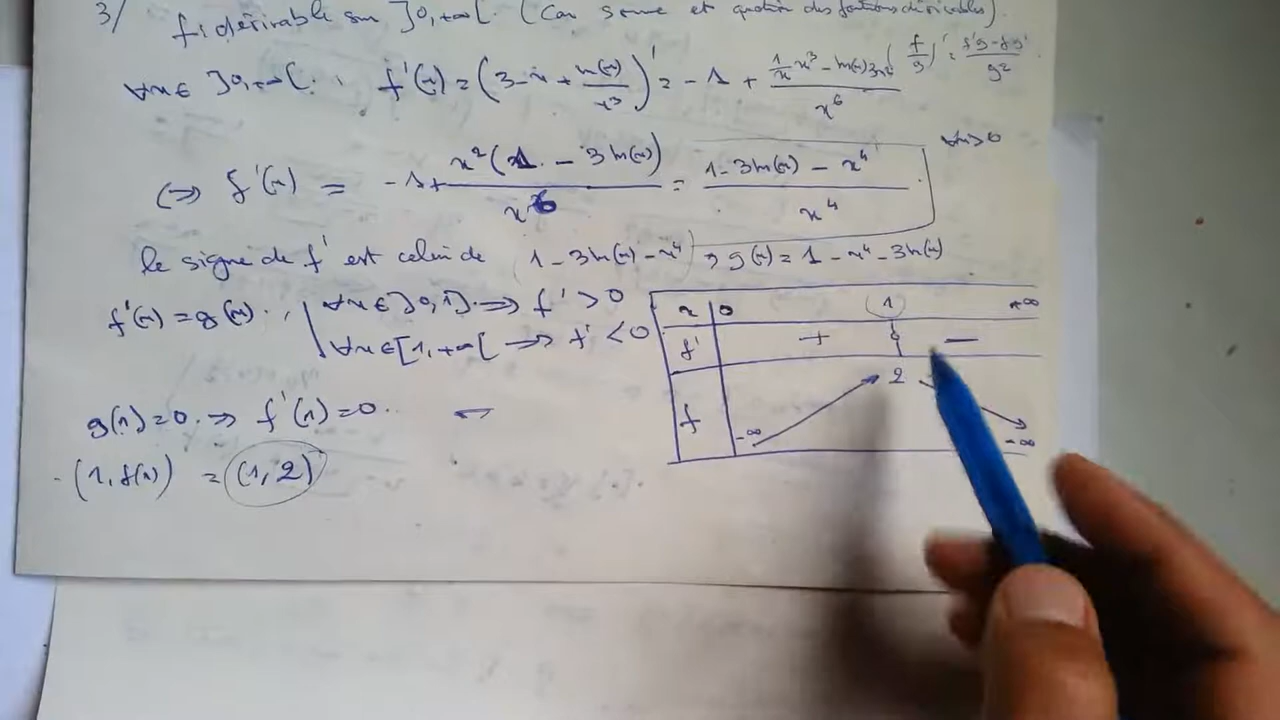 3/ f dérivable sur ]0,+∞[. (Car somme et quotient des fonctions dérivables).
∀x∈ ]0,+∞[ : f'(x) = (3-x + ln(x)/x³)' = -1 + (1/x x³ - ln(x) 3x²)/x⁶ (f/g)' = (f'g-fg')/g²
(⇒ f'(x) = -1 + x²(1 - 3ln(x))/x⁶ = (1-3ln(x) - x⁴)/x⁴ ∀x>0
le signe de f' est celui de (1-3ln(x)-x⁴) → g(x) = 1-x⁴-3ln(x)
f'(x) = g(x). , ∀x∈]0,1] ⇒ f' > 0
∀x∈[1,+∞[ ⇒ f' < 0
g(1)=0 ⇒ f'(1)=0.
(1, f(1)) = (1,2)
x 0 1 +∞
f' + 0 −
f -∞ 2 -∞